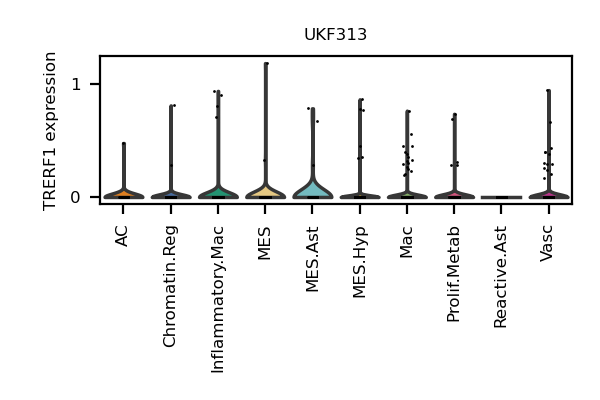 UKF313
TRERF1 expression
1
0
AC
Chromatin.Reg
Inflammatory.Mac
MES
MES.Ast
MES.Hyp
Mac
Prolif.Metab
Reactive.Ast
Vasc